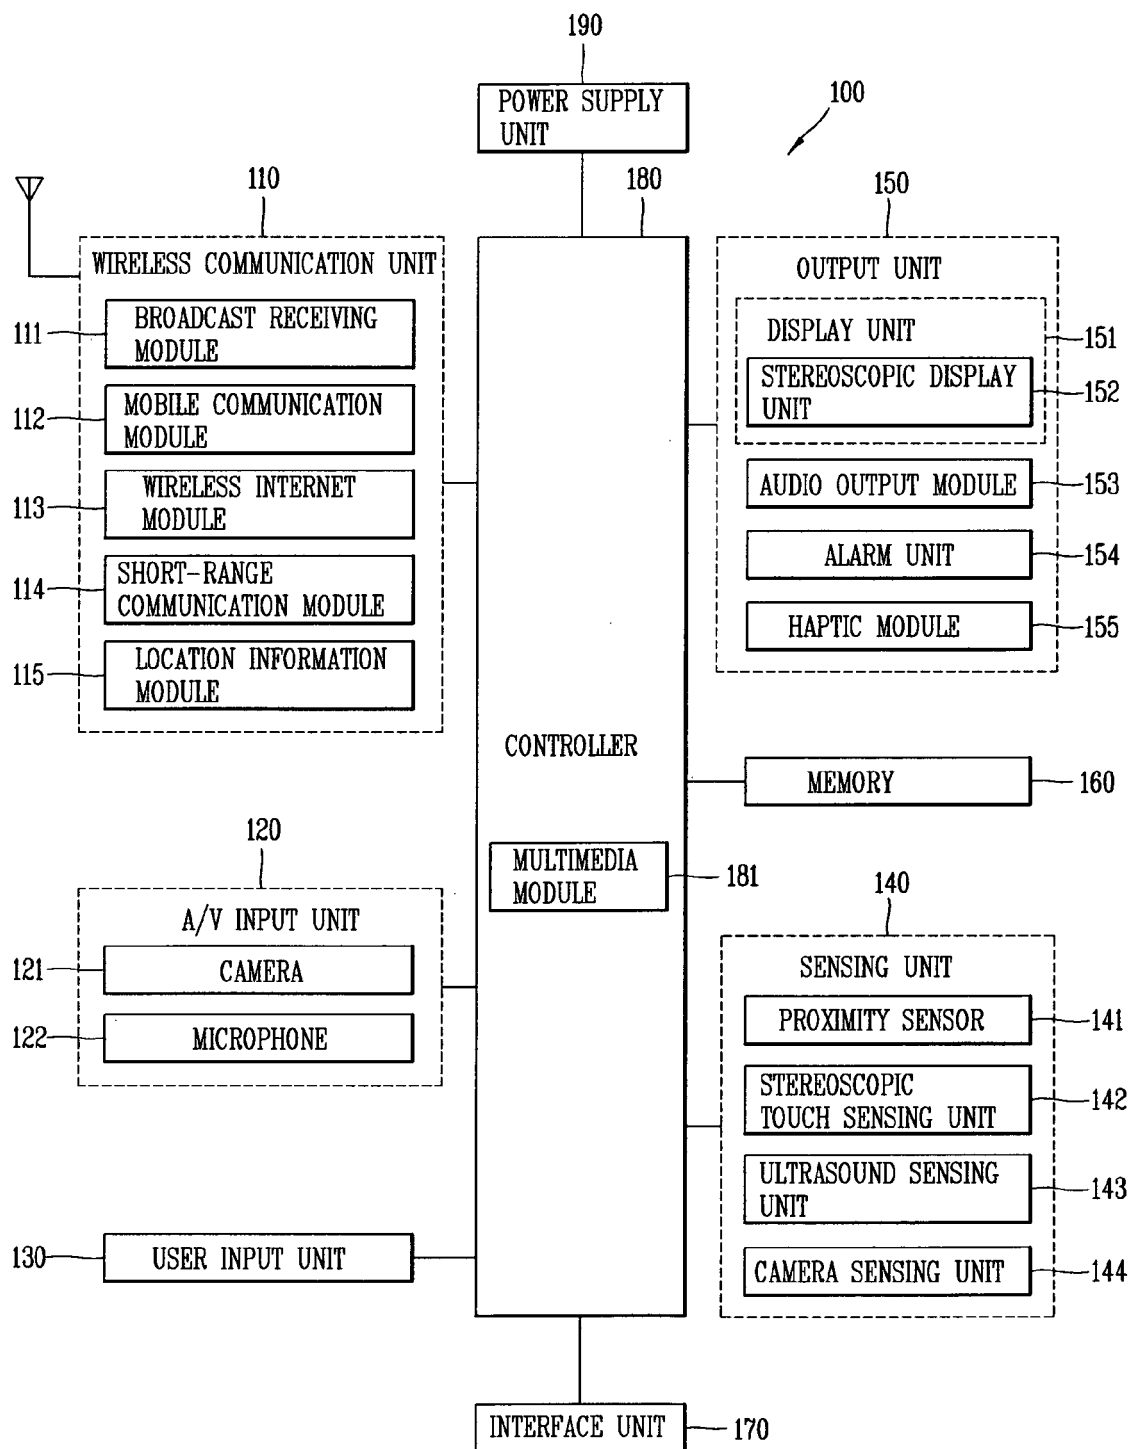 190
POWER SUPPLY
UNIT
100
110
180
150
WIRELESS COMMUNICATION UNIT
111
BROADCAST RECEIVING
MODULE
112
MOBILE COMMUNICATION
MODULE
113
WIRELESS INTERNET
MODULE
114
SHORT-RANGE
COMMUNICATION MODULE
115
LOCATION INFORMATION
MODULE
OUTPUT UNIT
DISPLAY UNIT
151
STEREOSCOPIC DISPLAY
UNIT
152
AUDIO OUTPUT MODULE
153
ALARM UNIT
154
HAPTIC MODULE
155
CONTROLLER
MEMORY
160
MULTIMEDIA
MODULE
181
120
A/V INPUT UNIT
121
CAMERA
122
MICROPHONE
140
SENSING UNIT
PROXIMITY SENSOR
141
STEREOSCOPIC
TOUCH SENSING UNIT
142
ULTRASOUND SENSING
UNIT
143
CAMERA SENSING UNIT
144
130
USER INPUT UNIT
INTERFACE UNIT
170